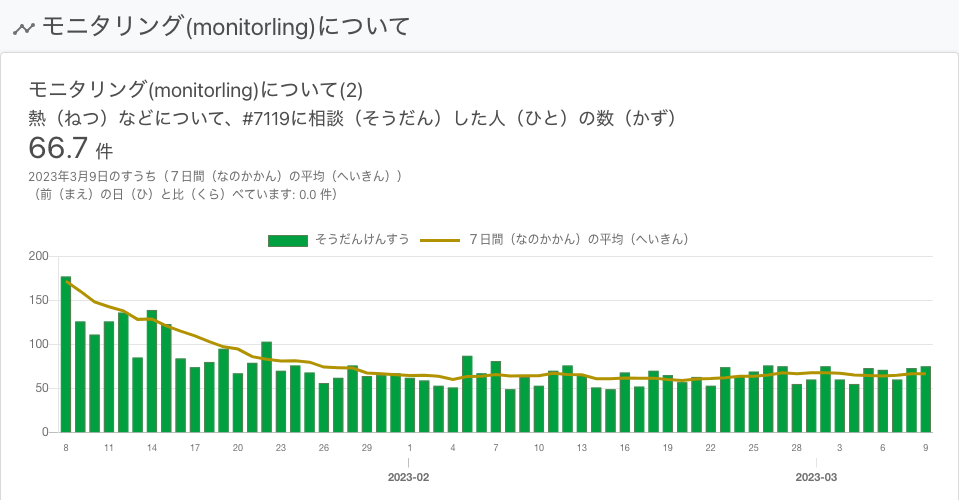 モニタリング(monitorling)について
モニタリング(monitorling)について(2)
熱（ねつ）などについて、#7119に相談（そうだん）した人（ひと）の数（かず）
66.7 件
2023年3月9日のすうち（７日間（なのかかん）の平均（へいきん））
（前（まえ）の日（ひ）と比（くら）べています: 0.0 件）
そうだんけんすう ７日間（なのかかん）の平均（へいきん）
200
150
100
50
0
8 11 14 17 20 23 26 29 1 4 7 10 13 16 19 22 25 28 3 6 9
2023-02 2023-03